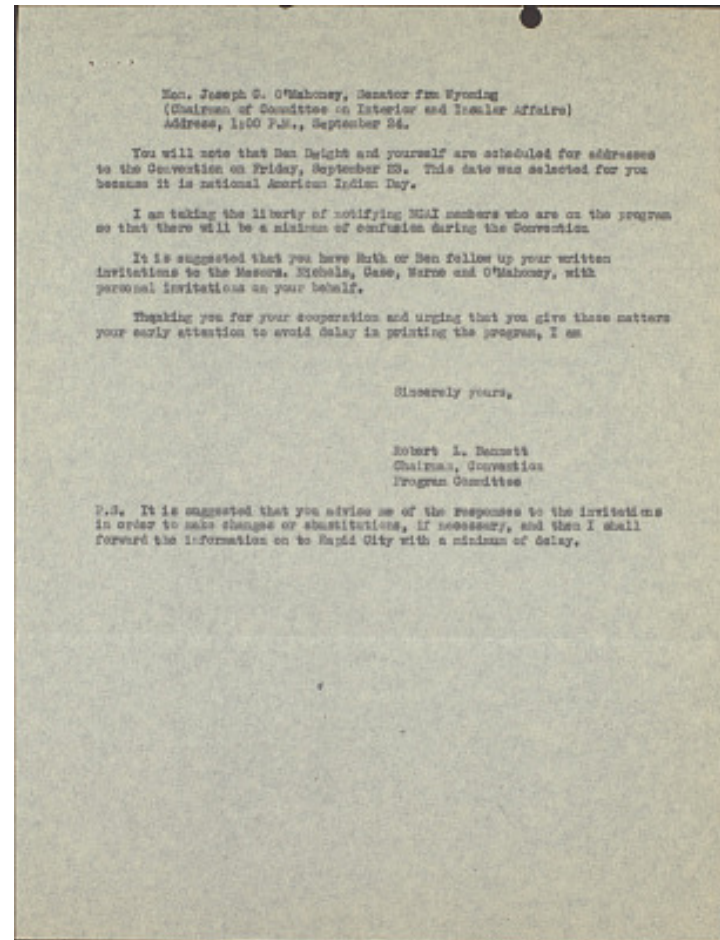 Hon. Joseph C. O'Mahoney, Senator frm Wyoming
(Chairman of Committee on Interior and Insular Affairs)
Address, 1:00 P.M., September 24.
You will note that Ben Dwight and yourself are scheduled for addresses
to the Convention on Friday, September 23. This date was selected for you
because it is national American Indian Day.
I am taking the liberty of notifying NCAI members who are on the program
so that there will be a minimum of confusion during the Convention
It is suggested that you have Ruth or Ben follow up your written
invitations to the Messrs. Nichols, Case, Warne and O'Mahoney, with
personal invitations on your behalf.
Thanking you for your cooperation and urging that you give these matters
your early attention to avoid delay in printing the program, I am
Sincerely yours,
Robert L. Bennett
Chairman, Convention
Program Committee
P.S. It is suggested that you advise me of the responses to the invitations
in order to make changes or sbustitutions, if necessary, and then I shall
forward the information on to Rapid City with a minimum of delay.